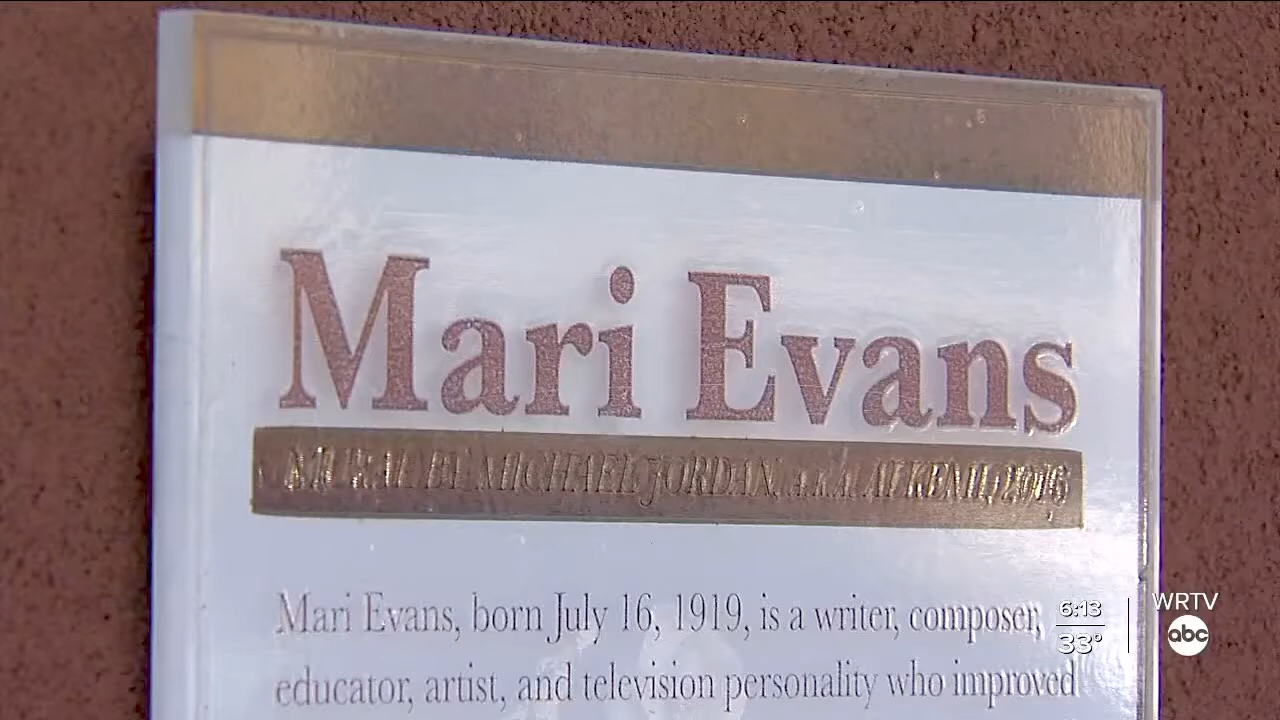 Mari Evans
MURAL BY MICHAEL JORDAN, A.K.A. ALKEMI, (2016)
Mari Evans, born July 16, 1919, is a writer, composer,
educator, artist, and television personality who improved
6:13
33°
WRTV
abc